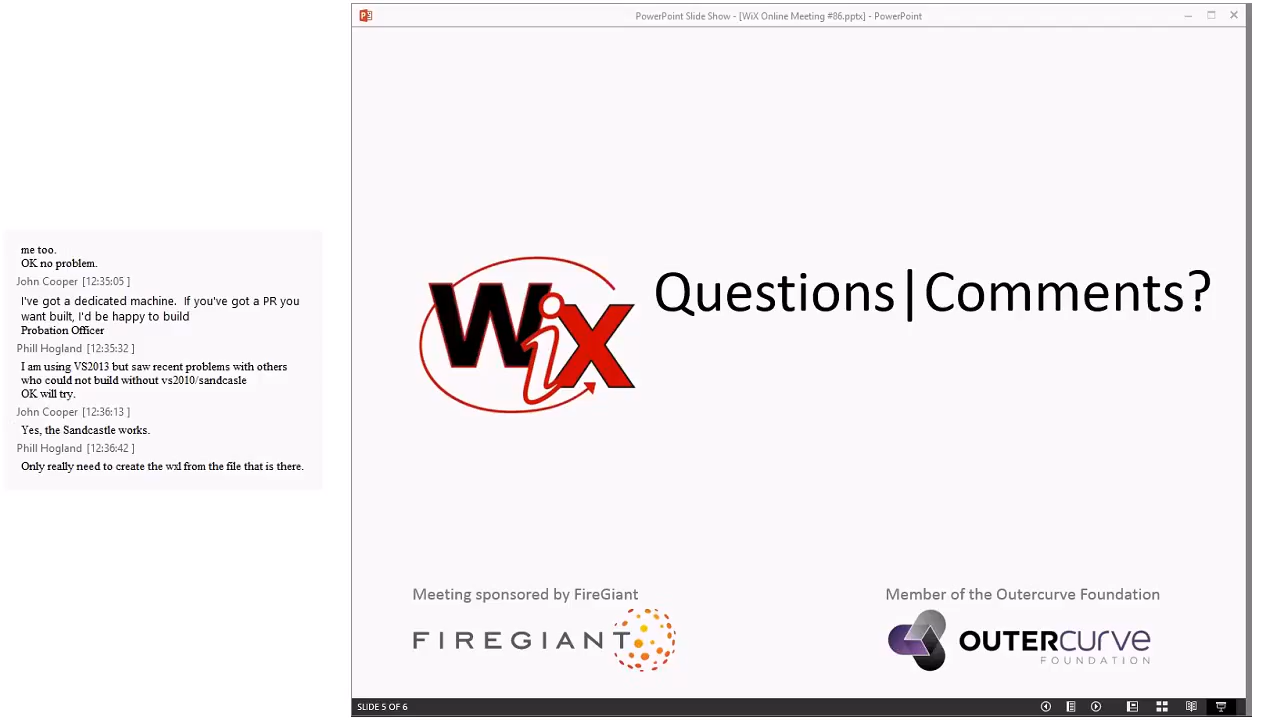 PowerPoint Slide Show - [WiX Online Meeting #86.pptx] - PowerPoint
me too.
OK no problem.
John Cooper [12:35:05 ]
I've got a dedicated machine.  If you've got a PR you
want built, I'd be happy to build
Probation Officer
Phill Hogland [12:35:32 ]
I am using VS2013 but saw recent problems with others
who could not build without vs2010/sandcasle
OK will try.
John Cooper [12:36:13 ]
Yes, the Sandcastle works.
Phill Hogland [12:36:42 ]
Only really need to create the wxl from the file that is there.
WiX
Questions|Comments?
Meeting sponsored by FireGiant
FIREGIANT
Member of the Outercurve Foundation
OUTERCURVE
FOUNDATION
SLIDE 5 OF 6